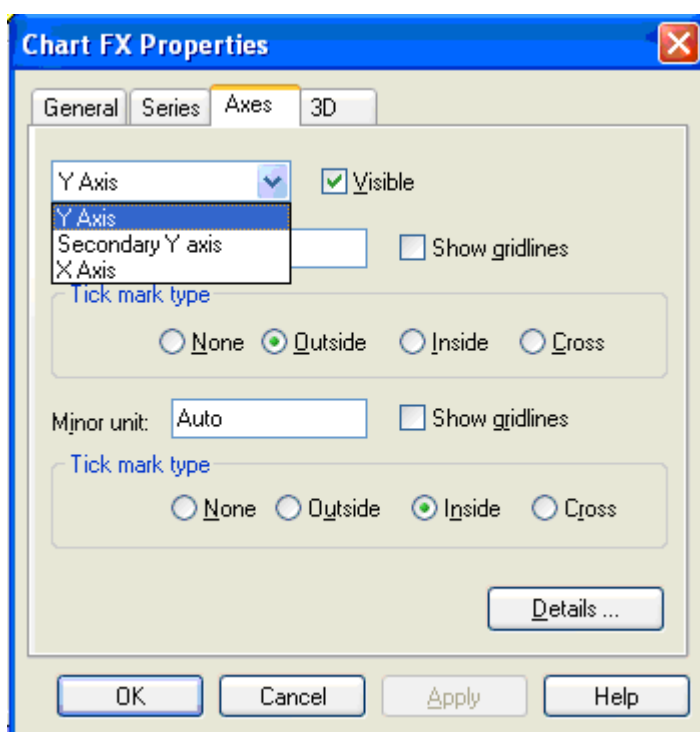 Chart FX Properties
General Series Axes 3D
Y Axis Visible
Y Axis
Secondary Y axis Show gridlines
X Axis
Tick mark type
None Outside Inside Cross
Minor unit: Auto Show gridlines
Tick mark type
None Outside Inside Cross
Details ...
OK Cancel Apply Help